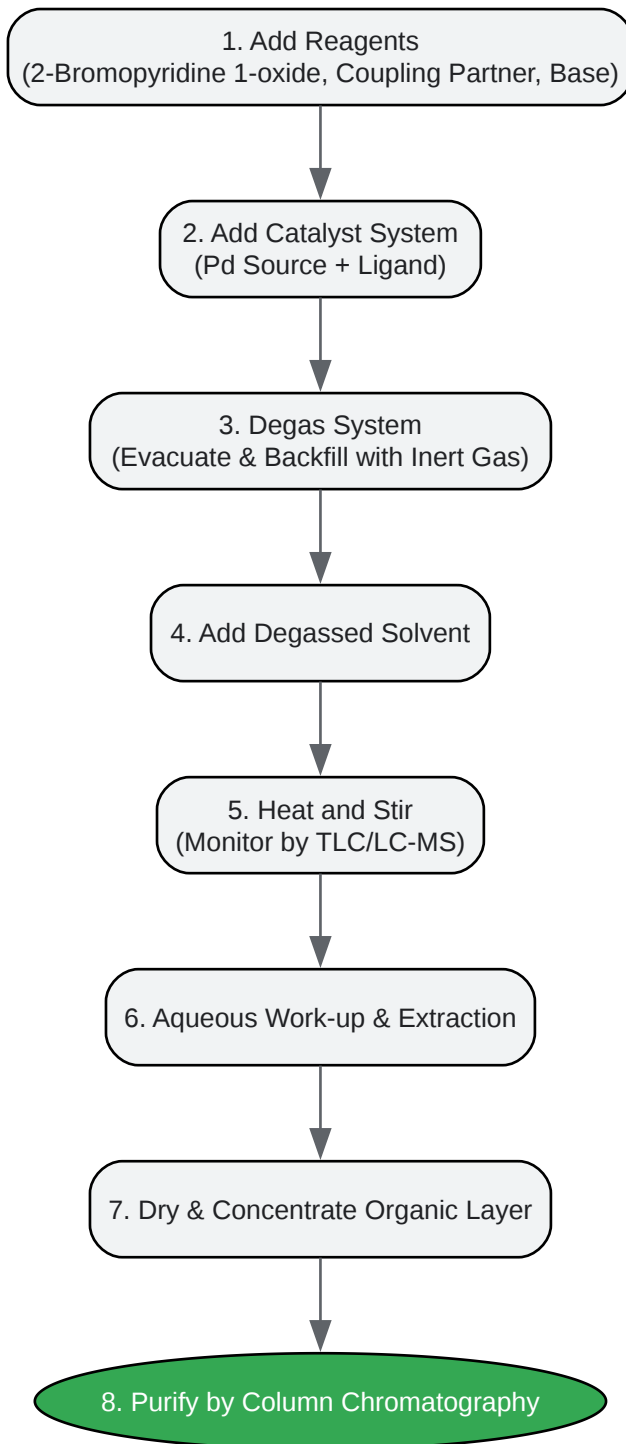 1. Add Reagents
(2-Bromopyridine 1-oxide, Coupling Partner, Base)
2. Add Catalyst System
(Pd Source + Ligand)
3. Degas System
(Evacuate & Backfill with Inert Gas)
4. Add Degassed Solvent
5. Heat and Stir
(Monitor by TLC/LC-MS)
6. Aqueous Work-up & Extraction
7. Dry & Concentrate Organic Layer
8. Purify by Column Chromatography